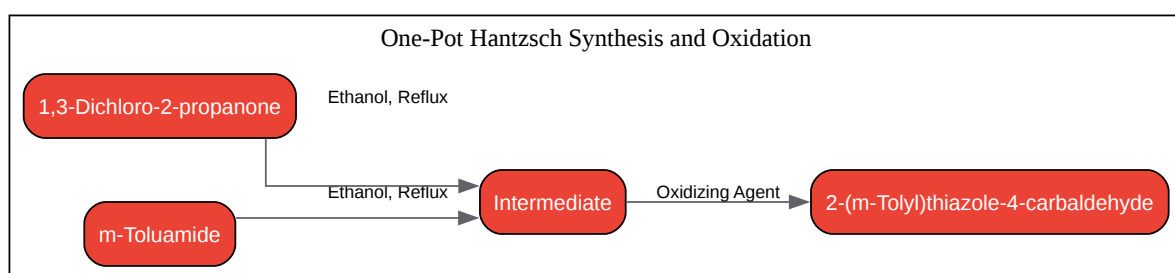 One-Pot Hantzsch Synthesis and Oxidation
1,3-Dichloro-2-propanone
Ethanol, Reflux
Ethanol, Reflux
m-Toluamide
Intermediate
Oxidizing Agent
2-(m-Tolyl)thiazole-4-carbaldehyde